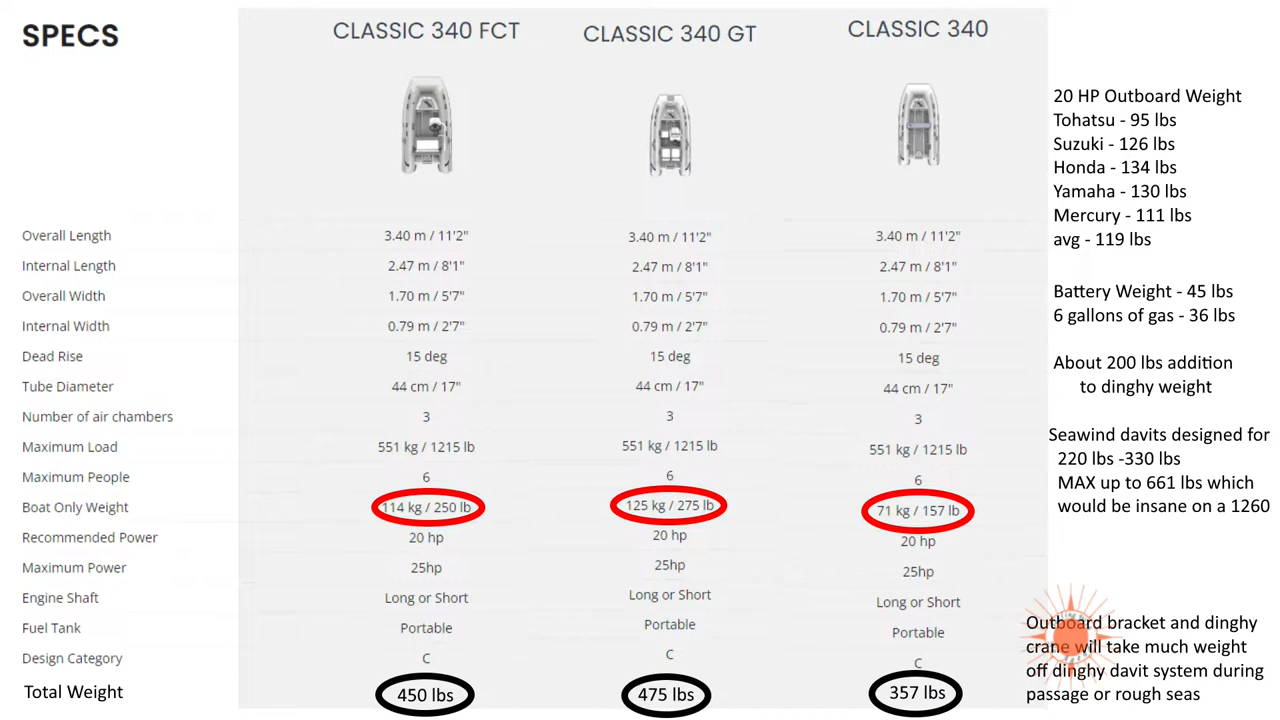 SPECS
CLASSIC 340 FCT CLASSIC 340 GT CLASSIC 340
Overall Length 3.40 m / 11'2" 3.40 m / 11'2" 3.40 m / 11'2"
Internal Length 2.47 m / 8'1" 2.47 m / 8'1" 2.47 m / 8'1"
Overall Width 1.70 m / 5'7" 1.70 m / 5'7" 1.70 m / 5'7"
Internal Width 0.79 m / 2'7" 0.79 m / 2'7" 0.79 m / 2'7"
Dead Rise 15 deg 15 deg 15 deg
Tube Diameter 44 cm / 17" 44 cm / 17" 44 cm / 17"
Number of air chambers 3 3 3
Maximum Load 551 kg / 1215 lb 551 kg / 1215 lb 551 kg / 1215 lb
Maximum People 6 6 6
Boat Only Weight 114 kg / 250 lb 125 kg / 275 lb 71 kg / 157 lb
Recommended Power 20 hp 20 hp 20 hp
Maximum Power 25hp 25hp 25hp
Engine Shaft Long or Short Long or Short Long or Short
Fuel Tank Portable Portable Portable
Design Category C C C
Total Weight 450 lbs 475 lbs 357 lbs
20 HP Outboard Weight
Tohatsu - 95 lbs
Suzuki - 126 lbs
Honda - 134 lbs
Yamaha - 130 lbs
Mercury - 111 lbs
avg - 119 lbs
Battery Weight - 45 lbs
6 gallons of gas - 36 lbs
About 200 lbs addition
to dinghy weight
Seawind davits designed for
220 lbs -330 lbs
MAX up to 661 lbs which
would be insane on a 1260
Outboard bracket and dinghy
crane will take much weight
off dinghy davit system during
passage or rough seas